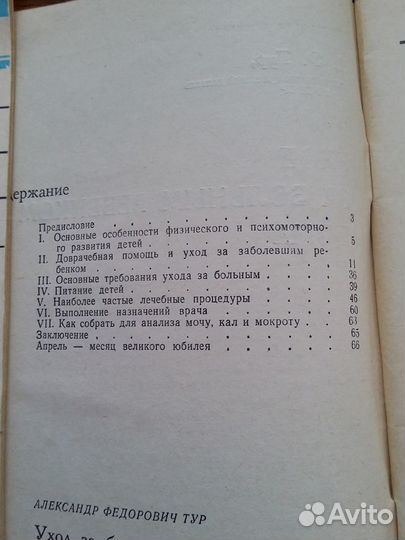 держание
Предисловие 3
I. Основные особенности физического и психомоторно-
го развития детей 5
II. Доврачебная помощь и уход за заболевшим ре-
бенком 11
III. Основные требования ухода за больным 36
IV. Питание детей 39
V. Наиболее частые лечебные процедуры 46
VI. Выполнение назначений врача 60
VII. Как собрать для анализа мочу, кал и мокроту 63
Заключение 65
Апрель — месяц великого юбилея 66
АЛЕКСАНДР ФЕДОРОВИЧ ТУР
Уход за б
Avito